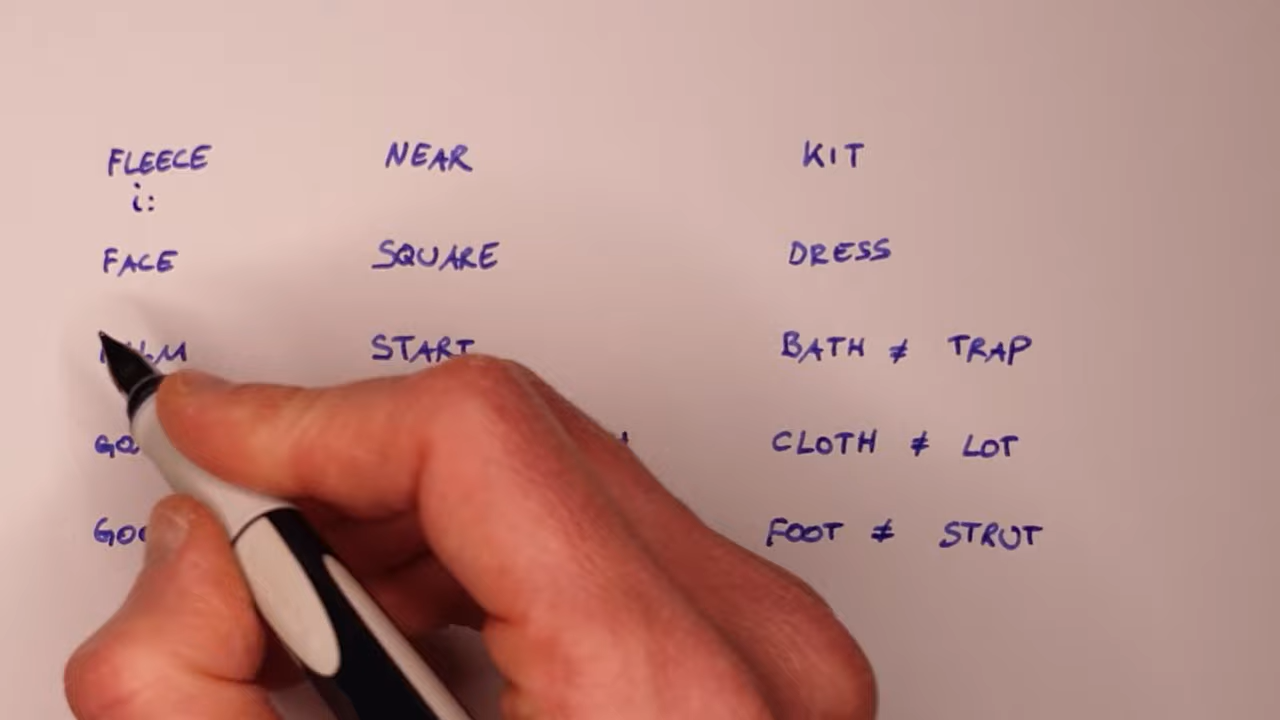 FLEECE NEAR KIT
i:
FACE SQUARE DRESS
START BATH ≠ TRAP
CLOTH ≠ LOT
FOOT ≠ STRUT